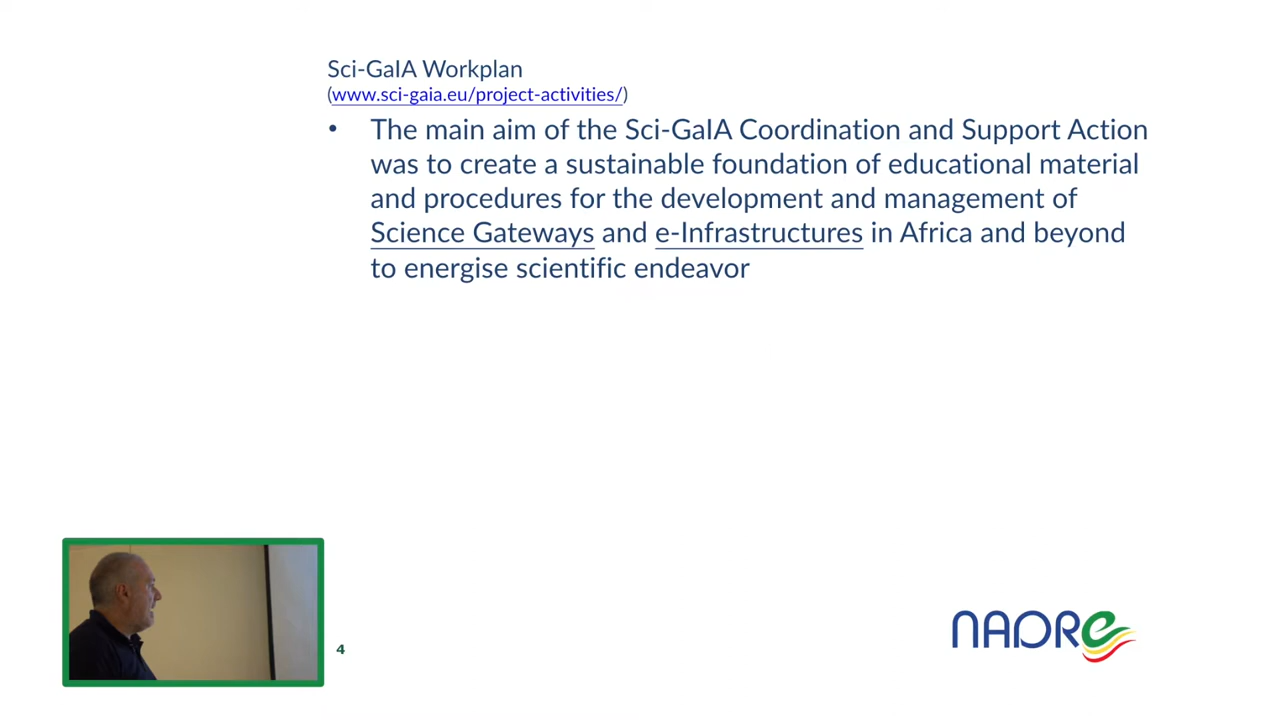 Sci-GaIA Workplan
(www.sci-gaia.eu/project-activities/)
• The main aim of the Sci-GaIA Coordination and Support Action
was to create a sustainable foundation of educational material
and procedures for the development and management of
Science Gateways and e-Infrastructures in Africa and beyond
to energise scientific endeavor
4
NADRe